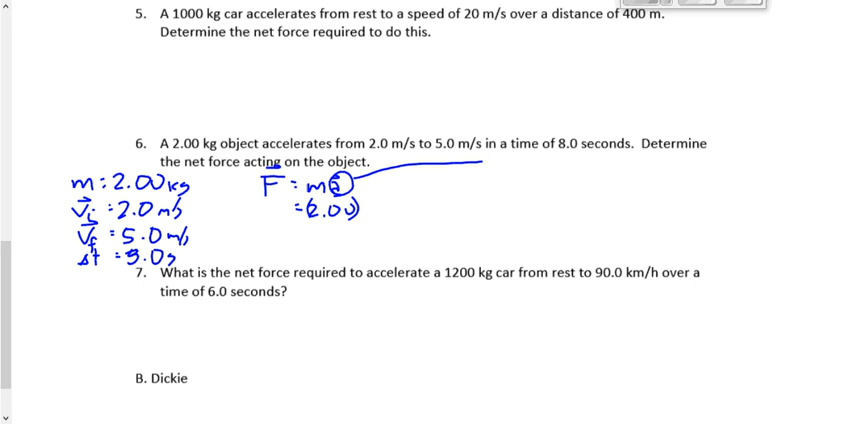 5. A 1000 kg car accelerates from rest to a speed of 20 m/s over a distance of 400 m.
Determine the net force required to do this.
6. A 2.00 kg object accelerates from 2.0 m/s to 5.0 m/s in a time of 8.0 seconds. Determine
the net force acting on the object.
m : 2.00 kg
F = ma
vi : 2.0 m/s
= (2.00)
vf = 5.0 m/s
Δt = 8.0s
7. What is the net force required to accelerate a 1200 kg car from rest to 90.0 km/h over a
time of 6.0 seconds?
B. Dickie